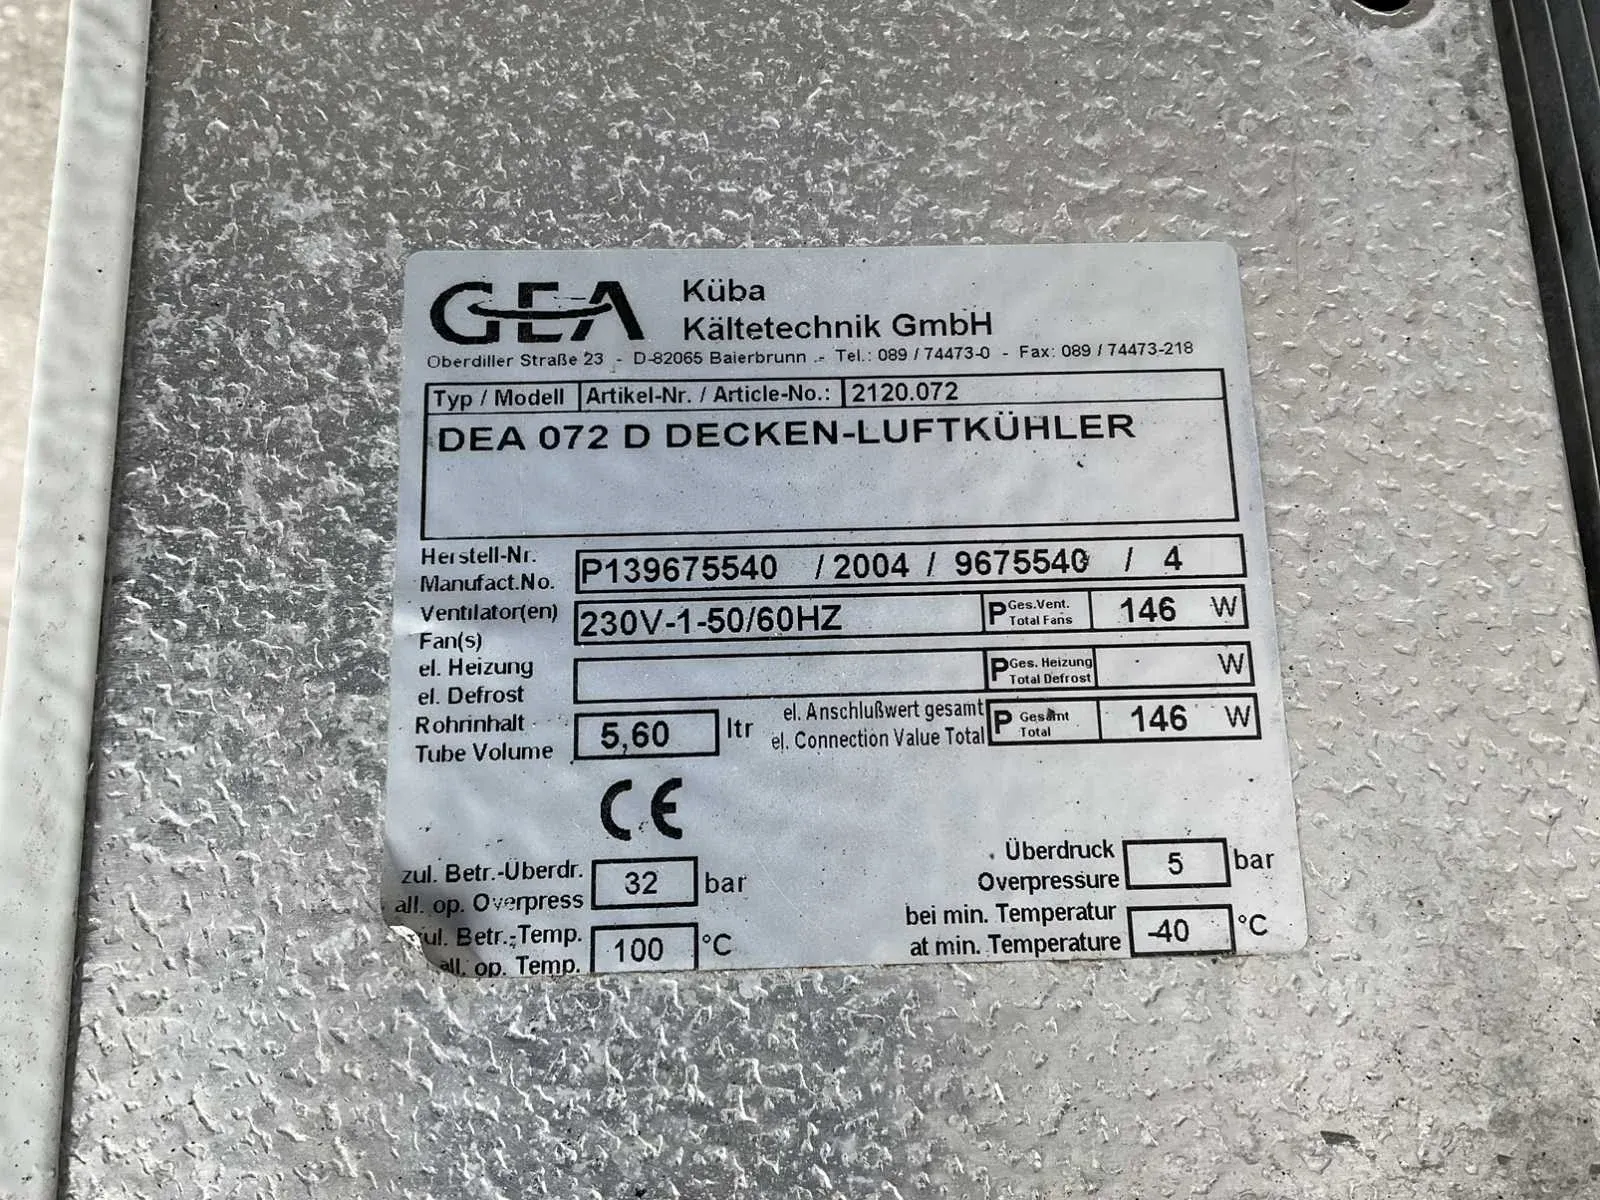 GEA Küba
Kältetechnik GmbH
Oberdiller Straße 23 - D-82065 Baierbrunn - Tel.: 089 / 74473-0 - Fax: 089 / 74473-218
Typ / Modell Artikel-Nr. / Article-No.: 2120.072
DEA 072 D DECKEN-LUFTKÜHLER
Herstell-Nr.
Manufact.No. P139675540 / 2004 / 9675540 / 4
Ventilator(en)
Fan(s) 230V-1-50/60HZ P Ges.Vent. Total Fans 146 W
el. Heizung
el. Defrost P Ges. Heizung Total Defrost W
Rohrinhalt
Tube Volume 5,60 ltr
el. Anschlußwert gesamt
el. Connection Value Total P Gesamt Total 146 W
CE
zul. Betr.-Überdr.
all. op. Overpress 32 bar
Überdruck
Overpressure 5 bar
zul. Betr.-Temp.
all. op. Temp. 100 °C
bei min. Temperatur
at min. Temperature -40 °C